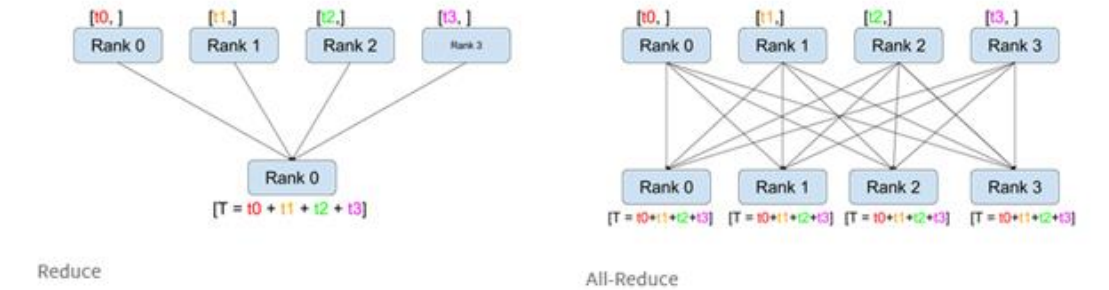 [t0, ] [t1,] [t2,] [t3, ]
Rank 0 Rank 1 Rank 2 Rank 3
Rank 0
[T = t0 + t1 + t2 + t3]
Reduce
[t0, ] [t1,] [t2,] [t3, ]
Rank 0 Rank 1 Rank 2 Rank 3
Rank 0 Rank 1 Rank 2 Rank 3
[T = t0+t1+t2+t3] [T = t0+t1+t2+t3] [T = t0+t1+t2+t3] [T = t0+t1+t2+t3]
All-Reduce